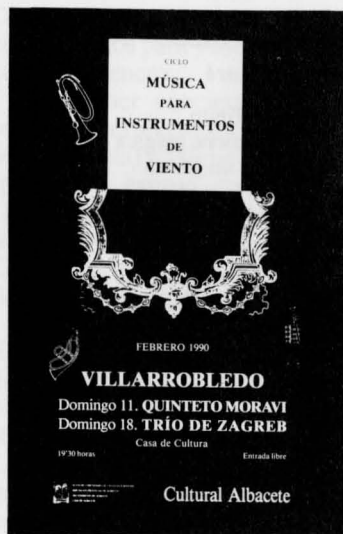 CICLO
MÚSICA
PARA
INSTRUMENTOS
DE
VIENTO
FEBRERO 1990
VILLARROBLEDO
Domingo 11. QUINTETO MORAVI
Domingo 18. TRÍO DE ZAGREB
Casa de Cultura
19'30 horas Entrada libre
Cultural Albacete